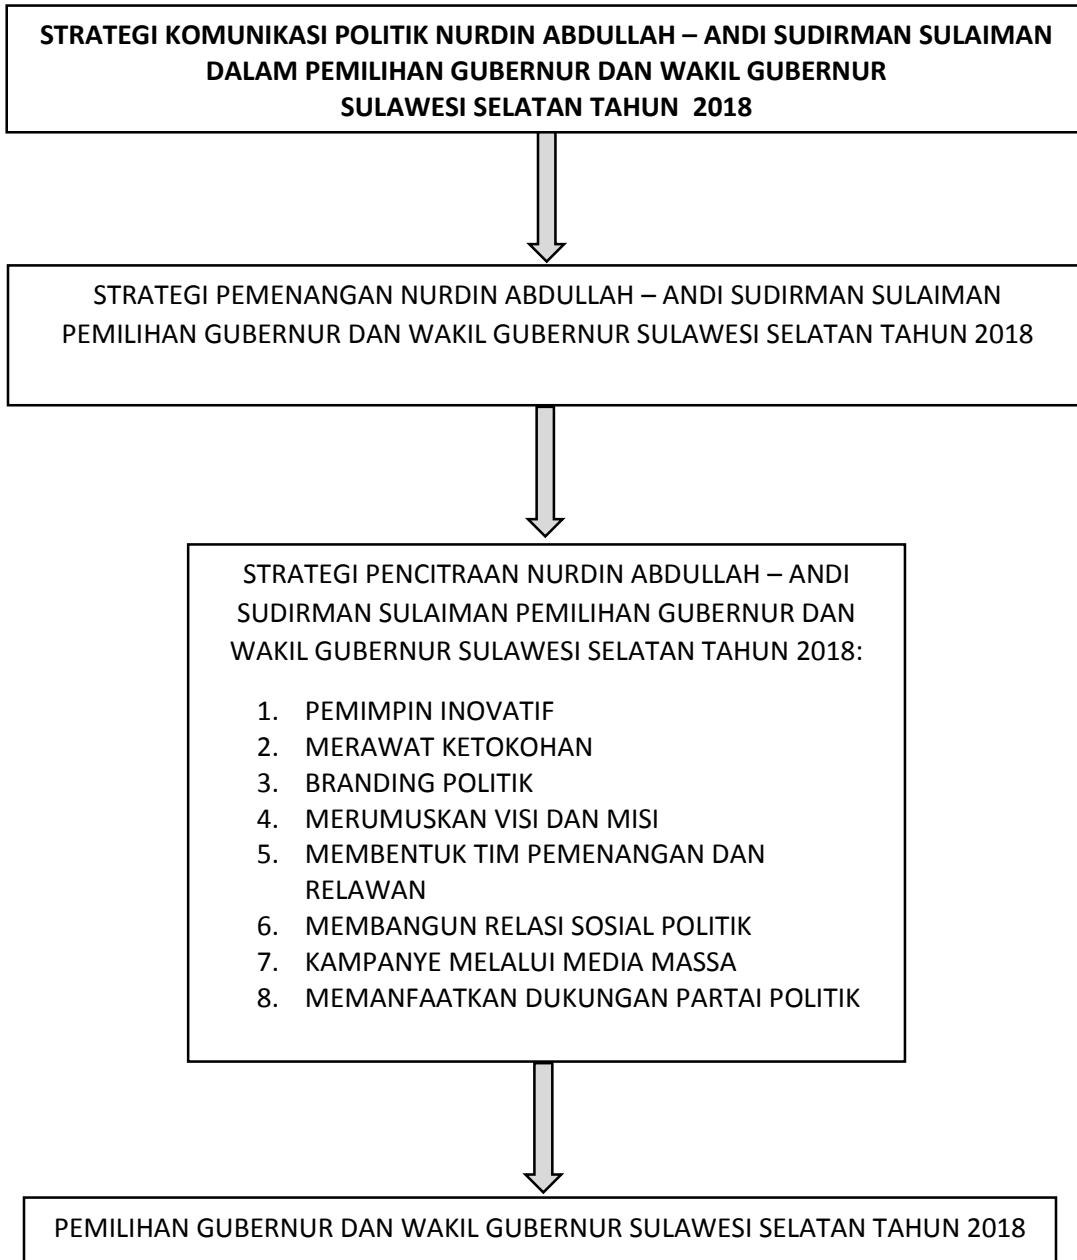 STRATEGI KOMUNIKASI POLITIK NURDIN ABDULLAH – ANDI SUDIRMAN SULAIMAN
DALAM PEMILIHAN GUBERNUR DAN WAKIL GUBERNUR
SULAWESI SELATAN TAHUN 2018
STRATEGI PEMENANGAN NURDIN ABDULLAH – ANDI SUDIRMAN SULAIMAN
PEMILIHAN GUBERNUR DAN WAKIL GUBERNUR SULAWESI SELATAN TAHUN 2018
STRATEGI PENCITRAAN NURDIN ABDULLAH – ANDI
SUDIRMAN SULAIMAN PEMILIHAN GUBERNUR DAN
WAKIL GUBERNUR SULAWESI SELATAN TAHUN 2018:
1. PEMIMPIN INOVATIF
2. MERAWAT KETOKOHAN
3. BRANDING POLITIK
4. MERUMUSKAN VISI DAN MISI
5. MEMBENTUK TIM PEMENANGAN DAN
RELAWAN
6. MEMBANGUN RELASI SOSIAL POLITIK
7. KAMPANYE MELALUI MEDIA MASSA
8. MEMANFAATKAN DUKUNGAN PARTAI POLITIK
PEMILIHAN GUBERNUR DAN WAKIL GUBERNUR SULAWESI SELATAN TAHUN 2018